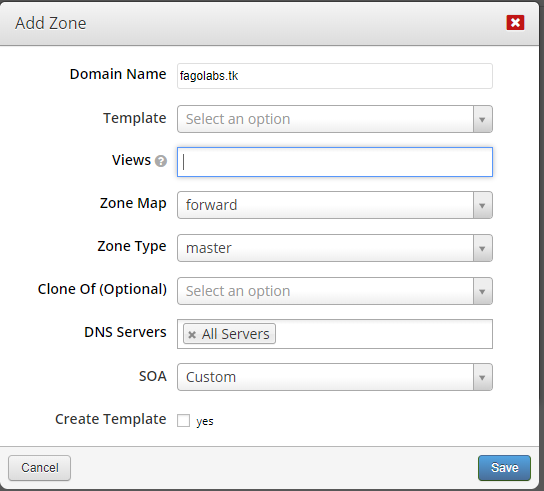 Add Zone
Domain Name fagolabs.tk
Template Select an option
Views ?
Zone Map forward
Zone Type master
Clone Of (Optional) Select an option
DNS Servers × All Servers
SOA Custom
Create Template yes
Cancel Save